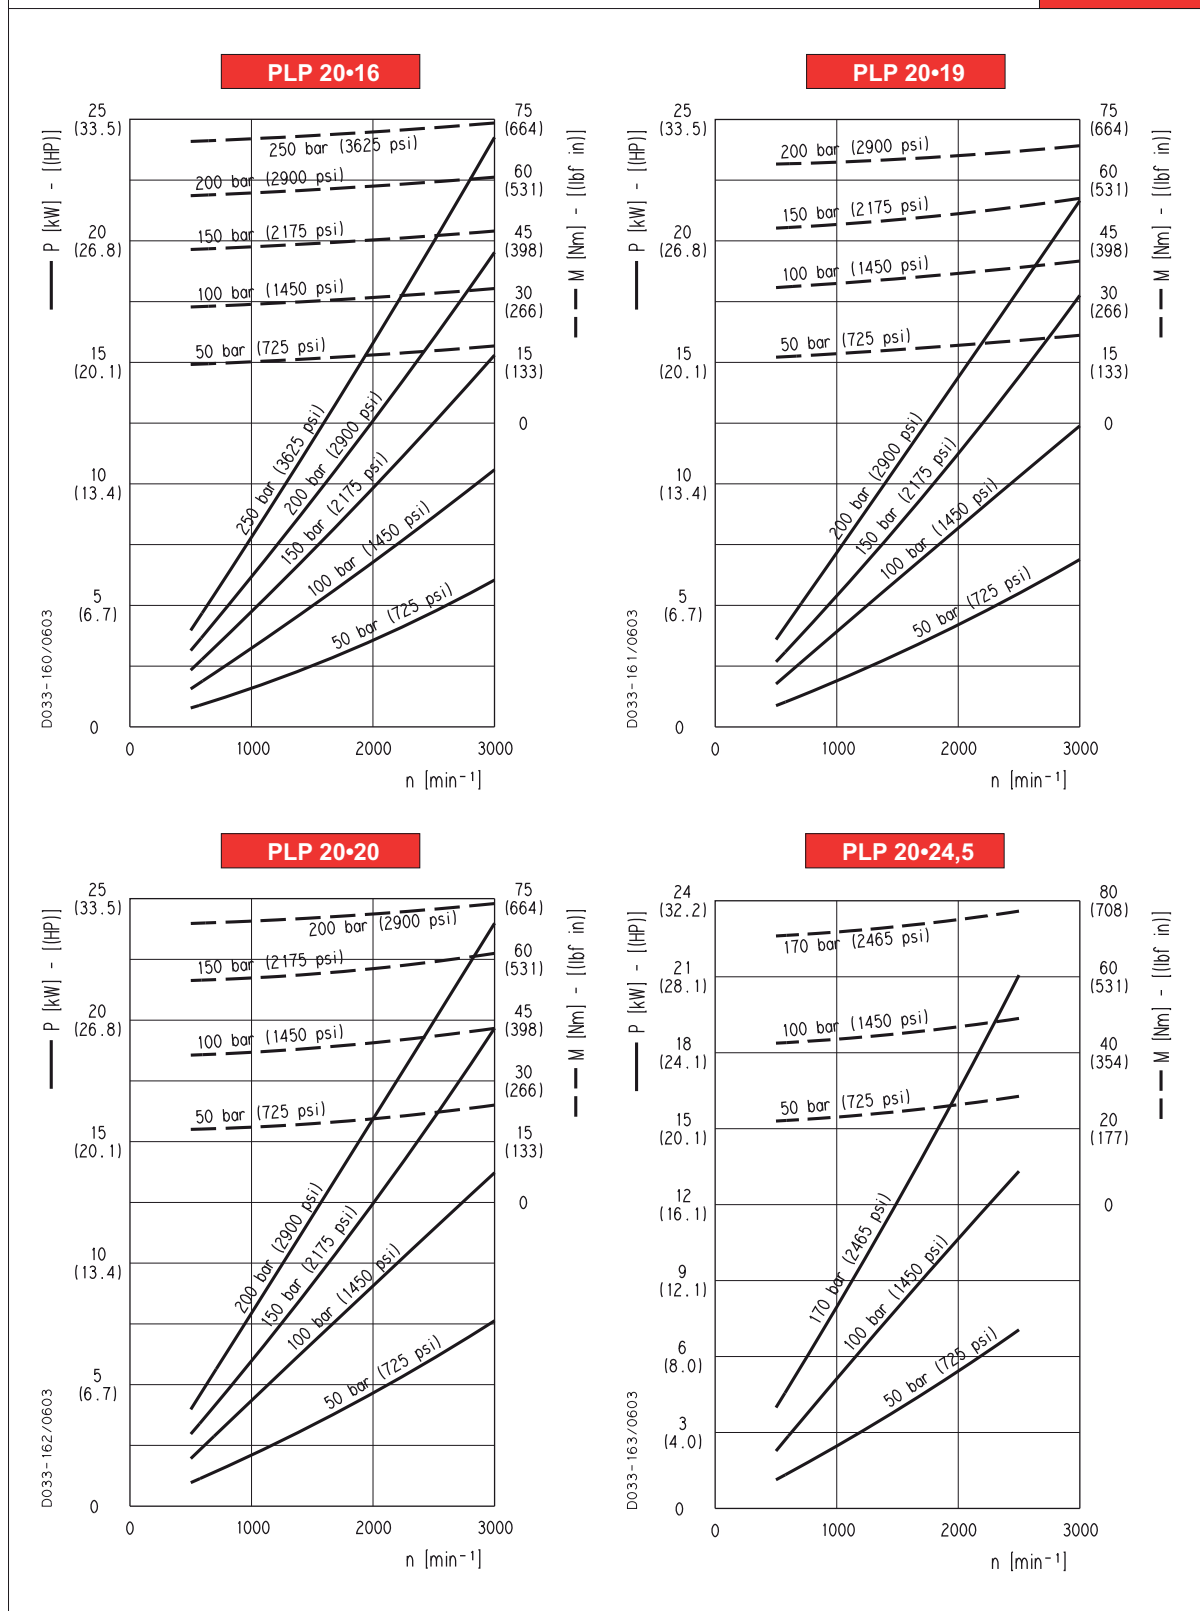 PLP 20•16
25
(33.5)
20
(26.8)
15
(20.1)
10
(13.4)
5
(6.7)
0
P [kW] - [(HP)]
75
(664)
60
(531)
45
(398)
30
(266)
15
(133)
0
M [Nm] - [(lbf in)]
250 bar (3625 psi)
200 bar (2900 psi)
150 bar (2175 psi)
100 bar (1450 psi)
50 bar (725 psi)
250 bar (3625 psi)
200 bar (2900 psi)
150 bar (2175 psi)
100 bar (1450 psi)
50 bar (725 psi)
D033-160/0603
0 1000 2000 3000
n [min⁻¹]
PLP 20•19
25
(33.5)
20
(26.8)
15
(20.1)
10
(13.4)
5
(6.7)
0
P [kW] - [(HP)]
75
(664)
60
(531)
45
(398)
30
(266)
15
(133)
0
M [Nm] - [(lbf in)]
200 bar (2900 psi)
150 bar (2175 psi)
100 bar (1450 psi)
50 bar (725 psi)
200 bar (2900 psi)
150 bar (2175 psi)
100 bar (1450 psi)
50 bar (725 psi)
D033-161/0603
0 1000 2000 3000
n [min⁻¹]
PLP 20•20
25
(33.5)
20
(26.8)
15
(20.1)
10
(13.4)
5
(6.7)
0
P [kW] - [(HP)]
75
(664)
60
(531)
45
(398)
30
(266)
15
(133)
0
M [Nm] - [(lbf in)]
200 bar (2900 psi)
150 bar (2175 psi)
100 bar (1450 psi)
50 bar (725 psi)
200 bar (2900 psi)
150 bar (2175 psi)
100 bar (1450 psi)
50 bar (725 psi)
D033-162/0603
0 1000 2000 3000
n [min⁻¹]
PLP 20•24,5
24
(32.2)
21
(28.1)
18
(24.1)
15
(20.1)
12
(16.1)
9
(12.1)
6
(8.0)
3
(4.0)
0
P [kW] - [(HP)]
80
(708)
60
(531)
40
(354)
20
(177)
0
M [Nm] - [(lbf in)]
170 bar (2465 psi)
100 bar (1450 psi)
50 bar (725 psi)
170 bar (2465 psi)
100 bar (1450 psi)
50 bar (725 psi)
D033-163/0603
0 1000 2000 3000
n [min⁻¹]